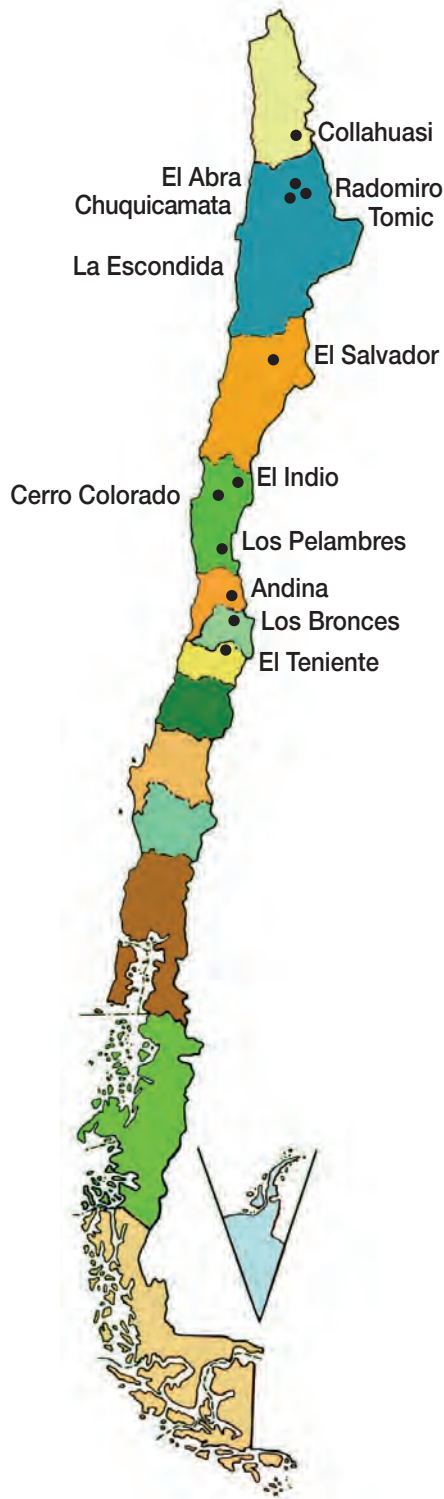 Collahuasi
El Abra
Chuquicamata
Radomiro
Tomic
La Escondida
El Salvador
El Indio
Cerro Colorado
Los Pelambres
Andina
Los Bronces
El Teniente